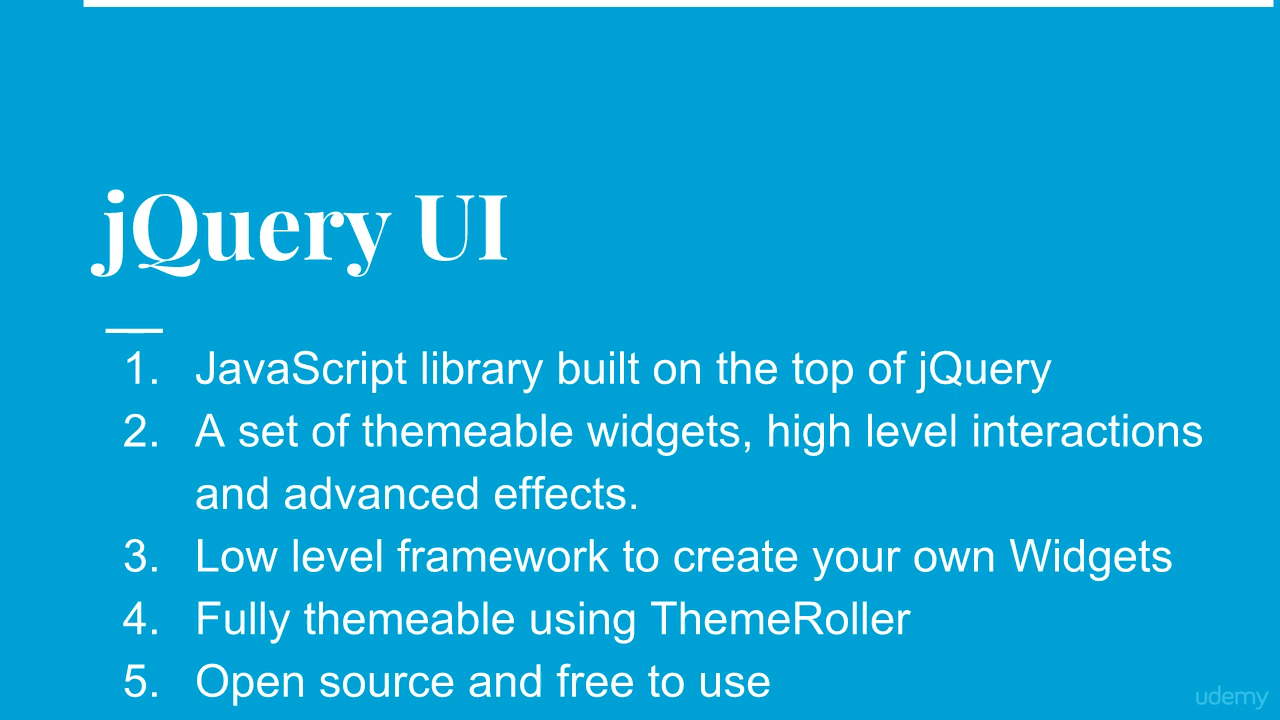 jQuery UI
1. JavaScript library built on the top of jQuery
2. A set of themeable widgets, high level interactions
and advanced effects.
3. Low level framework to create your own Widgets
4. Fully themeable using ThemeRoller
5. Open source and free to use
udemy